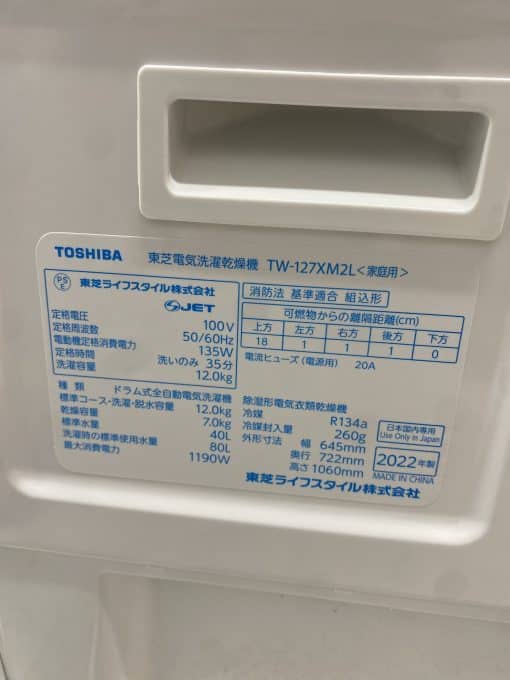 TOSHIBA 東芝電気洗濯乾燥機 TW-127XM2L<家庭用>
PS E 東芝ライフスタイル株式会社
S JET
定格電圧 100V
定格周波数 50/60Hz
電動機定格消費電力 135W
定格時間 洗いのみ 35分
洗濯容量 12.0kg
種類 ドラム式全自動電気洗濯機
標準コース・洗濯・脱水容量 12.0kg
乾燥容量 7.0kg
標準水量 40L
洗濯時の標準使用水量 80L
最大消費電力 1190W
消防法 基準適合 組込形
可燃物からの離隔距離(cm)
上方 左方 右方 後方 下方
18 1 1 1 0
電流ヒューズ(電源用) 20A
除湿形電気衣類乾燥機
冷媒 R134a
冷媒封入量 260g
外形寸法 幅 645mm
奥行 722mm
高さ 1060mm
日本国内専用
Use Only in Japan
2022年製
MADE IN CHINA
東芝ライフスタイル株式会社